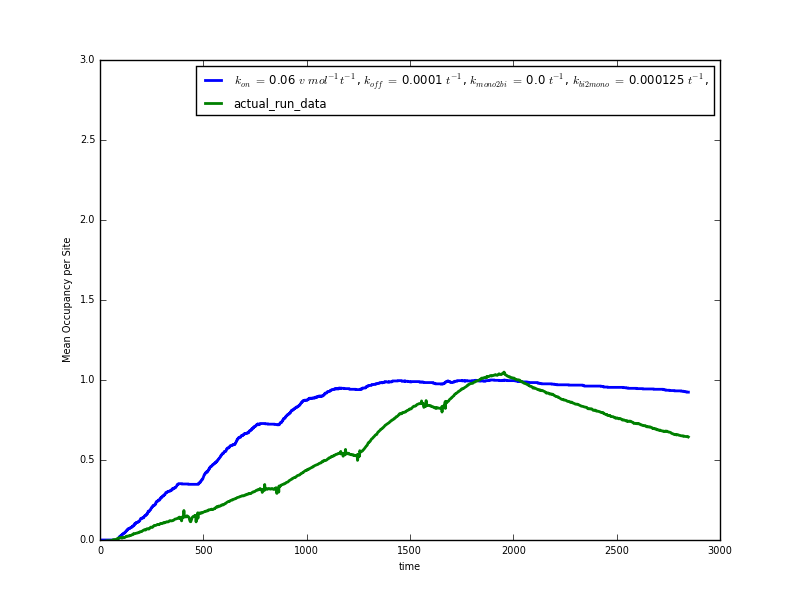 3.0
k_on = 0.06 v mol^−1 t^−1, k_off = 0.0001 t^−1, k_mono2bi = 0.0 t^−1, k_bi2mono = 0.000125 t^−1,
actual_run_data
2.5
2.0
Mean Occupancy per Site
1.5
1.0
0.5
0.0
0 500 1000 1500 2000 2500 3000
time